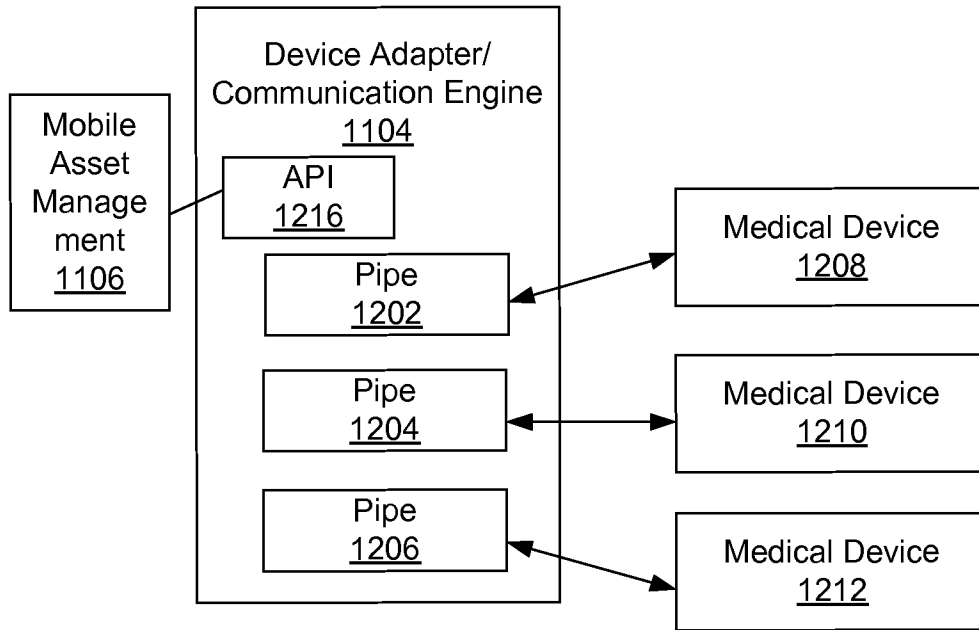 Mobile
Asset
Manage
ment
1106
Device Adapter/
Communication Engine
1104
API
1216
Pipe
1202
Pipe
1204
Pipe
1206
Medical Device
1208
Medical Device
1210
Medical Device
1212